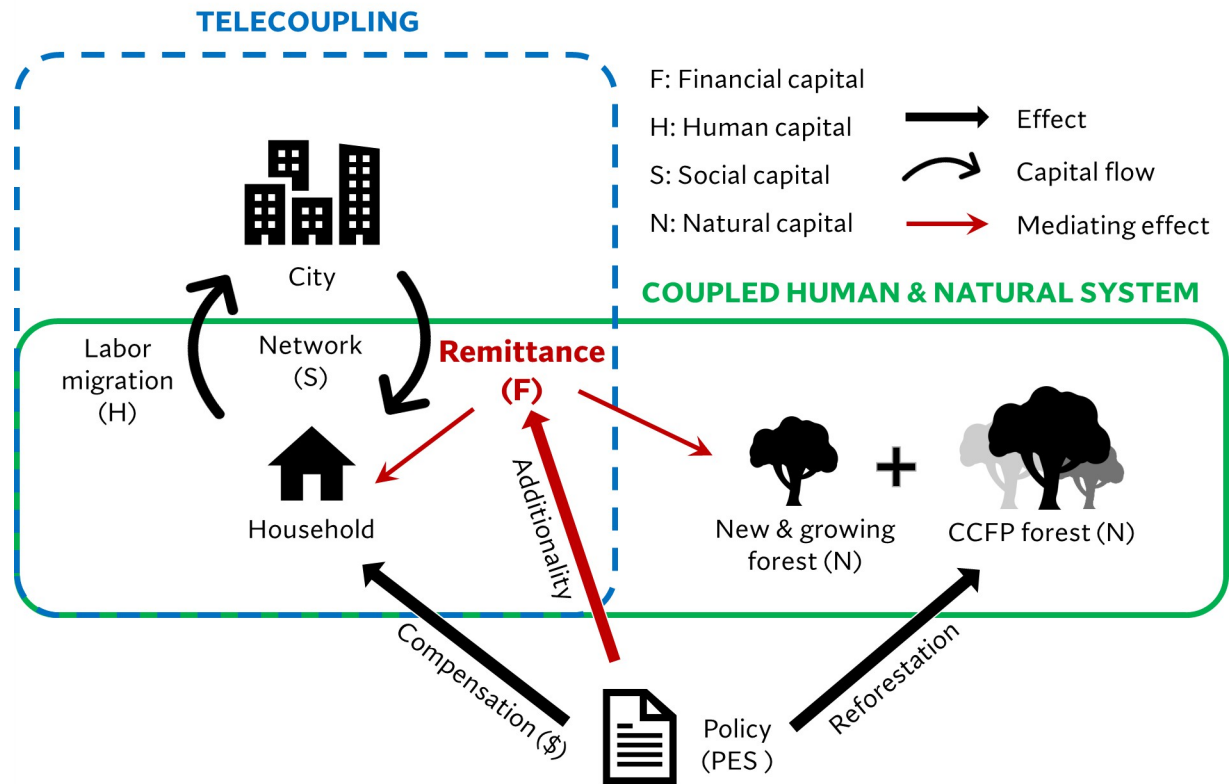 TELECOUPLING
F: Financial capital
H: Human capital
S: Social capital
N: Natural capital
Effect
Capital flow
Mediating effect
City
COUPLED HUMAN & NATURAL SYSTEM
Labor
migration
(H)
Network
(S)
Remittance
(F)
Household
Additionality
New & growing
forest (N)
+
CCFP forest (N)
Compensation ($)
Reforestation
Policy
(PES )